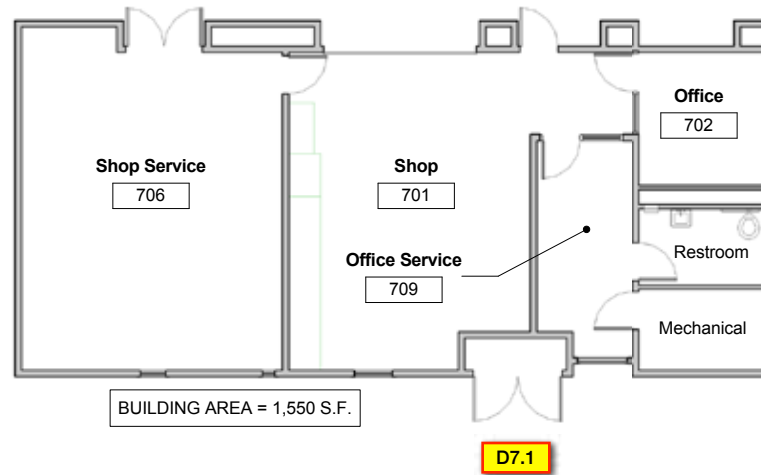 Office
702
Shop Service
706
Shop
701
Office Service
709
Restroom
Mechanical
BUILDING AREA = 1,550 S.F.
D7.1